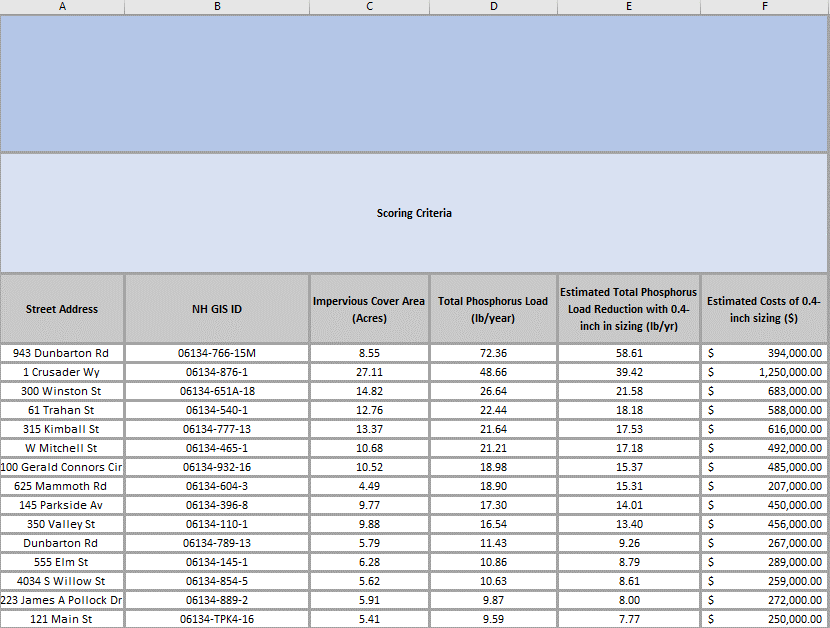 A B C D E F
Scoring Criteria
Street Address NH GIS ID Impervious Cover Area (Acres) Total Phosphorus Load (lb/year) Estimated Total Phosphorus Load Reduction with 0.4-inch in sizing (lb/yr) Estimated Costs of 0.4-inch sizing ($)
943 Dunbarton Rd 06134-766-15M 8.55 72.36 58.61 $ 394,000.00
1 Crusader Wy 06134-876-1 27.11 48.66 39.42 $ 1,250,000.00
300 Winston St 06134-651A-18 14.82 26.64 21.58 $ 683,000.00
61 Trahan St 06134-540-1 12.76 22.44 18.18 $ 588,000.00
315 Kimball St 06134-777-13 13.37 21.64 17.53 $ 616,000.00
W Mitchell St 06134-465-1 10.68 21.21 17.18 $ 492,000.00
100 Gerald Connors Cir 06134-932-16 10.52 18.98 15.37 $ 485,000.00
625 Mammoth Rd 06134-604-3 4.49 18.90 15.31 $ 207,000.00
145 Parkside Av 06134-396-8 9.77 17.30 14.01 $ 450,000.00
350 Valley St 06134-110-1 9.88 16.54 13.40 $ 456,000.00
Dunbarton Rd 06134-789-13 5.79 11.43 9.26 $ 267,000.00
555 Elm St 06134-145-1 6.28 10.86 8.79 $ 289,000.00
4034 S Willow St 06134-854-5 5.62 10.63 8.61 $ 259,000.00
223 James A Pollock Dr 06134-889-2 5.91 9.87 8.00 $ 272,000.00
121 Main St 06134-TPK4-16 5.41 9.59 7.77 $ 250,000.00